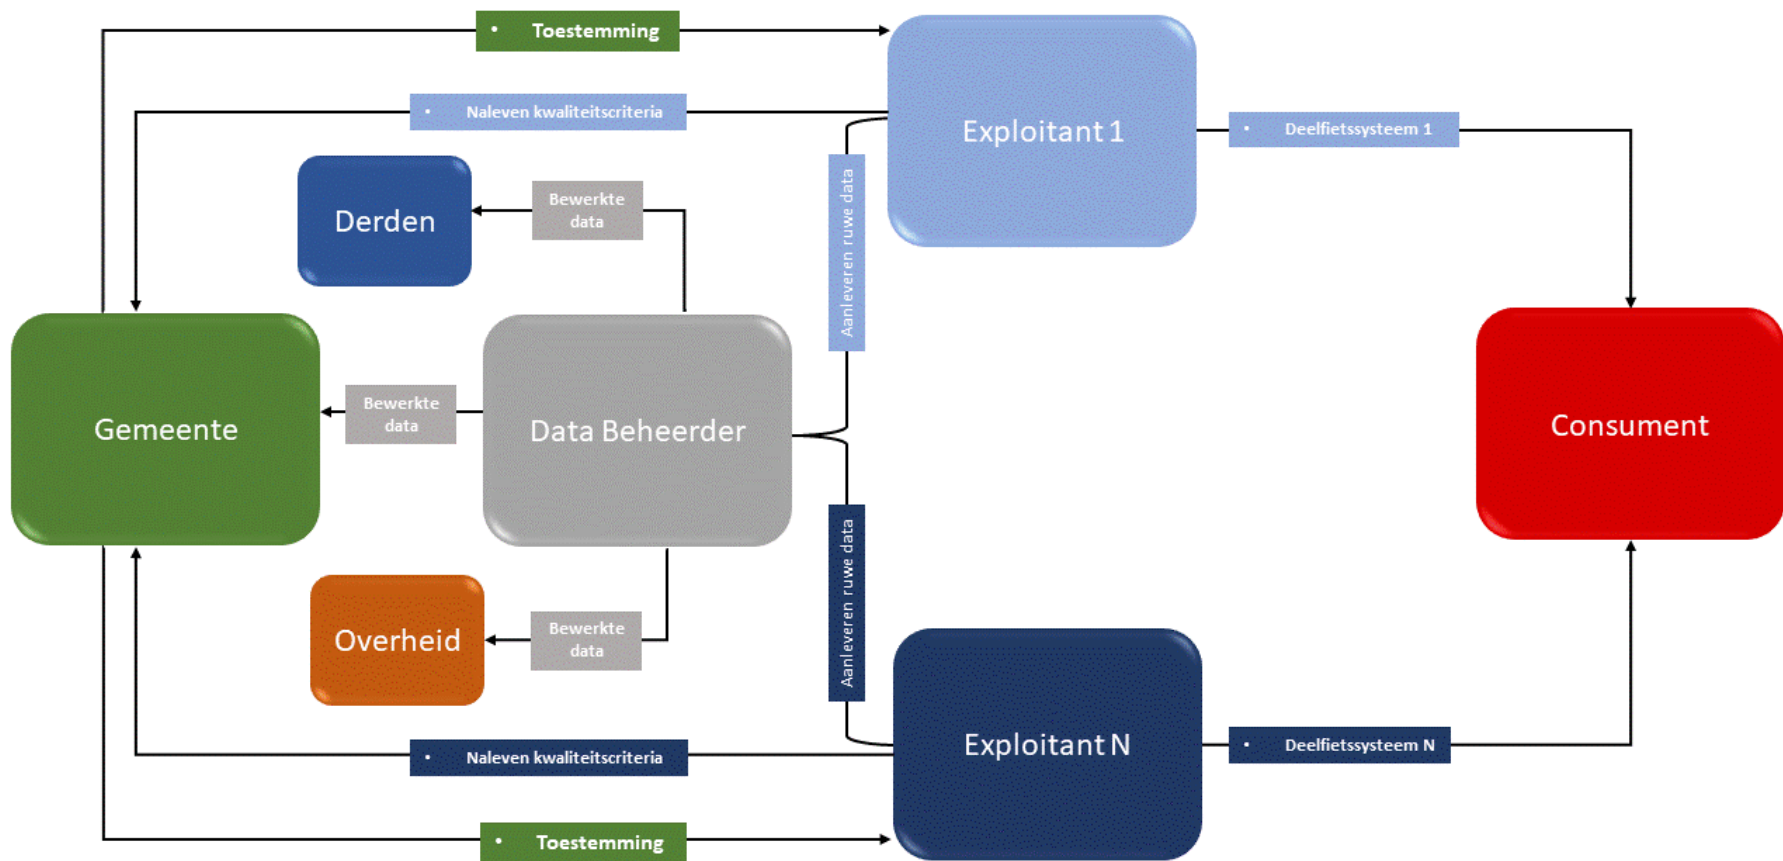 • Toestemming
• Naleven kwaliteitscriteria
Exploitant 1
• Deelfietssysteem 1
Derden
Bewerkte
data
Aanleveren ruwe data
Gemeente
Bewerkte
data
Data Beheerder
Consument
Aanleveren ruwe data
Overheid
Bewerkte
data
Exploitant N
• Deelfietssysteem N
• Naleven kwaliteitscriteria
• Toestemming